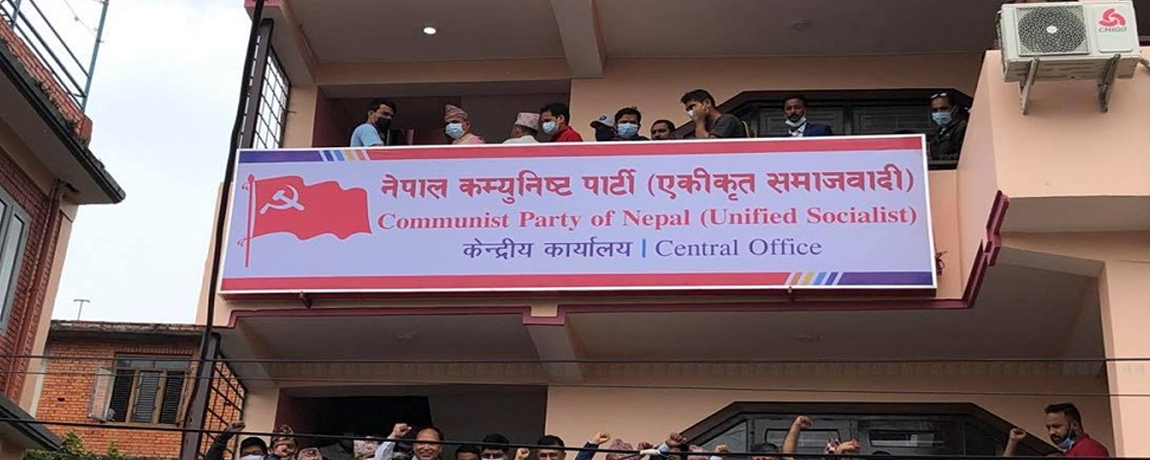 CHIGO
नेपाल कम्युनिष्ट पार्टी (एकीकृत समाजवादी)
Communist Party of Nepal (Unified Socialist)
केन्द्रीय कार्यालय | Central Office